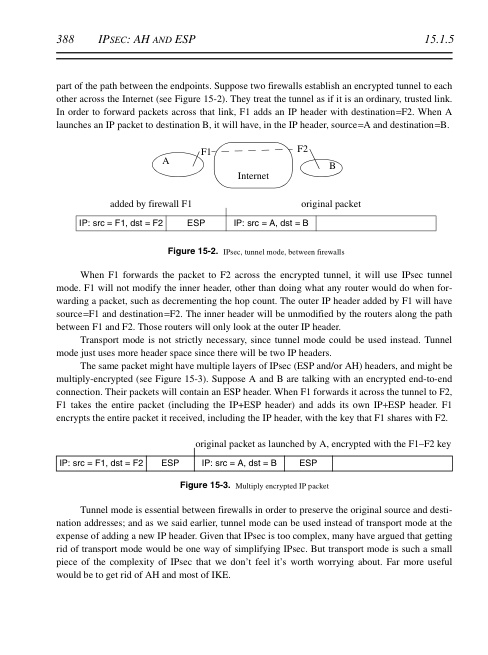 388 IPSEC: AH AND ESP 15.1.5
part of the path between the endpoints. Suppose two firewalls establish an encrypted tunnel to each
other across the Internet (see Figure 15-2). They treat the tunnel as if it is an ordinary, trusted link.
In order to forward packets across that link, F1 adds an IP header with destination=F2. When A
launches an IP packet to destination B, it will have, in the IP header, source=A and destination=B.
A F1 F2 B
Internet
added by firewall F1 original packet
IP: src = F1, dst = F2 ESP IP: src = A, dst = B
Figure 15-2. IPsec, tunnel mode, between firewalls
When F1 forwards the packet to F2 across the encrypted tunnel, it will use IPsec tunnel
mode. F1 will not modify the inner header, other than doing what any router would do when for-
warding a packet, such as decrementing the hop count. The outer IP header added by F1 will have
source=F1 and destination=F2. The inner header will be unmodified by the routers along the path
between F1 and F2. Those routers will only look at the outer IP header.
Transport mode is not strictly necessary, since tunnel mode could be used instead. Tunnel
mode just uses more header space since there will be two IP headers.
The same packet might have multiple layers of IPsec (ESP and/or AH) headers, and might be
multiply-encrypted (see Figure 15-3). Suppose A and B are talking with an encrypted end-to-end
connection. Their packets will contain an ESP header. When F1 forwards it across the tunnel to F2,
F1 takes the entire packet (including the IP+ESP header) and adds its own IP+ESP header. F1
encrypts the entire packet it received, including the IP header, with the key that F1 shares with F2.
original packet as launched by A, encrypted with the F1–F2 key
IP: src = F1, dst = F2 ESP IP: src = A, dst = B ESP
Figure 15-3. Multiply encrypted IP packet
Tunnel mode is essential between firewalls in order to preserve the original source and desti-
nation addresses; and as we said earlier, tunnel mode can be used instead of transport mode at the
expense of adding a new IP header. Given that IPsec is too complex, many have argued that getting
rid of transport mode would be one way of simplifying IPsec. But transport mode is such a small
piece of the complexity of IPsec that we don't feel it's worth worrying about. Far more useful
would be to get rid of AH and most of IKE.